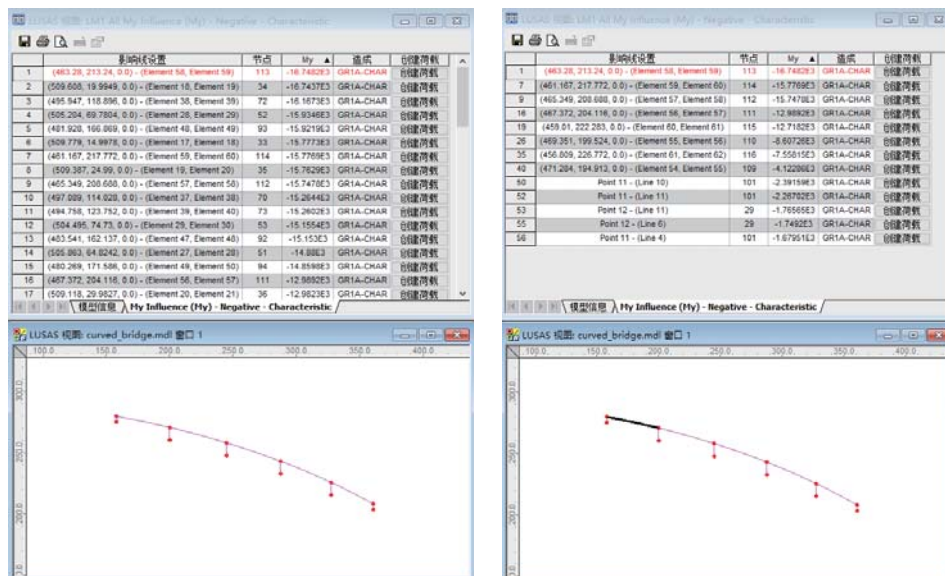 LUSAS 视图: LM1 All My Influence (My) - Negative - Characteristic
影响线设置 节点 My ▲ 造成 创建荷载
1 (463.28, 213.24, 0.0) - (Element 58, Element 59) 113 -16.7482E3 GR1A-CHAR 创建荷载
2 (509.608, 19.9949, 0.0) - (Element 18, Element 19) 34 -16.7437E3 GR1A-CHAR 创建荷载
3 (495.947, 118.896, 0.0) - (Element 38, Element 39) 72 -16.1673E3 GR1A-CHAR 创建荷载
4 (505.204, 69.7804, 0.0) - (Element 28, Element 29) 52 -15.9346E3 GR1A-CHAR 创建荷载
5 (481.928, 166.869, 0.0) - (Element 48, Element 49) 93 -15.9219E3 GR1A-CHAR 创建荷载
6 (509.779, 14.9978, 0.0) - (Element 17, Element 18) 33 -15.7773E3 GR1A-CHAR 创建荷载
7 (461.167, 217.772, 0.0) - (Element 59, Element 60) 114 -15.7769E3 GR1A-CHAR 创建荷载
8 (509.387, 24.99, 0.0) - (Element 19, Element 20) 35 -15.7629E3 GR1A-CHAR 创建荷载
9 (465.349, 208.688, 0.0) - (Element 57, Element 58) 112 -15.7478E3 GR1A-CHAR 创建荷载
10 (497.089, 114.028, 0.0) - (Element 37, Element 38) 70 -15.2644E3 GR1A-CHAR 创建荷载
11 (494.758, 123.752, 0.0) - (Element 39, Element 40) 73 -15.2602E3 GR1A-CHAR 创建荷载
12 (504.495, 74.73, 0.0) - (Element 29, Element 30) 53 -15.1554E3 GR1A-CHAR 创建荷载
13 (483.541, 162.137, 0.0) - (Element 47, Element 48) 92 -15.153E3 GR1A-CHAR 创建荷载
14 (505.863, 64.8242, 0.0) - (Element 27, Element 28) 51 -14.88E3 GR1A-CHAR 创建荷载
15 (480.269, 171.586, 0.0) - (Element 49, Element 50) 94 -14.8598E3 GR1A-CHAR 创建荷载
16 (467.372, 204.116, 0.0) - (Element 56, Element 57) 111 -12.9892E3 GR1A-CHAR 创建荷载
17 (509.118, 29.9827, 0.0) - (Element 20, Element 21) 36 -12.9823E3 GR1A-CHAR 创建荷载
模型信息 My Influence (My) - Negative - Characteristic
LUSAS 视图: curved_bridge.mdl 窗口 1
100.0 150.0 200.0 250.0 300.0 350.0 400.0
300.0
250.0
200.0
LUSAS 视图: LM1 All My Influence (My) - Negative - Characteristic
影响线设置 节点 My ▲ 造成 创建荷载
1 (463.28, 213.24, 0.0) - (Element 58, Element 59) 113 -16.7482E3 GR1A-CHAR 创建荷载
7 (461.167, 217.772, 0.0) - (Element 59, Element 60) 114 -15.7769E3 GR1A-CHAR 创建荷载
9 (465.349, 208.688, 0.0) - (Element 57, Element 58) 112 -15.7478E3 GR1A-CHAR 创建荷载
16 (467.372, 204.116, 0.0) - (Element 56, Element 57) 111 -12.9892E3 GR1A-CHAR 创建荷载
19 (459.01, 222.283, 0.0) - (Element 60, Element 61) 115 -12.7182E3 GR1A-CHAR 创建荷载
26 (469.351, 199.524, 0.0) - (Element 55, Element 56) 110 -8.60726E3 GR1A-CHAR 创建荷载
35 (456.809, 226.772, 0.0) - (Element 61, Element 62) 116 -7.55815E3 GR1A-CHAR 创建荷载
40 (471.284, 194.913, 0.0) - (Element 54, Element 55) 109 -4.12286E3 GR1A-CHAR 创建荷载
50 Point 11 - (Line 10) 101 -2.39159E3 GR1A-CHAR 创建荷载
52 Point 11 - (Line 11) 101 -2.26702E3 GR1A-CHAR 创建荷载
53 Point 12 - (Line 11) 29 -1.76565E3 GR1A-CHAR 创建荷载
55 Point 12 - (Line 6) 29 -1.7492E3 GR1A-CHAR 创建荷载
56 Point 11 - (Line 4) 101 -1.67951E3 GR1A-CHAR 创建荷载
模型信息 My Influence (My) - Negative - Characteristic
LUSAS 视图: curved_bridge.mdl 窗口 1
100.0 150.0 200.0 250.0 300.0 350.0 400.0
300.0
250.0
200.0